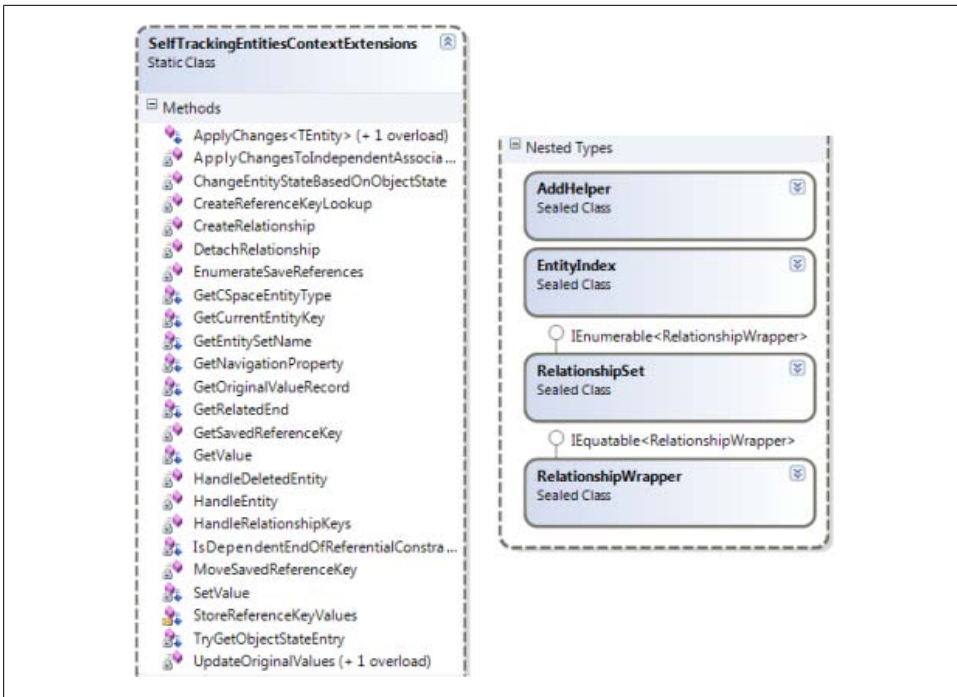 SelfTrackingEntitiesContextExtensions
Static Class
Methods
ApplyChanges<TEntity> (+ 1 overload)
ApplyChangesToIndependentAssocia...
ChangeEntityStateBasedOnObjectState
CreateReferenceKeyLookup
CreateRelationship
DetachRelationship
EnumerateSaveReferences
GetCSpaceEntityType
GetCurrentEntityKey
GetEntitySetName
GetNavigationProperty
GetOriginalValueRecord
GetRelatedEnd
GetSavedReferenceKey
GetValue
HandleDeletedEntity
HandleEntity
HandleRelationshipKeys
IsDependentEndOfReferentialConstra...
MoveSavedReferenceKey
SetValue
StoreReferenceKeyValues
TryGetObjectStateEntry
UpdateOriginalValues (+ 1 overload)
Nested Types
AddHelper
Sealed Class
EntityIndex
Sealed Class
IEnumerable<RelationshipWrapper>
RelationshipSet
Sealed Class
IEquatable<RelationshipWrapper>
RelationshipWrapper
Sealed Class